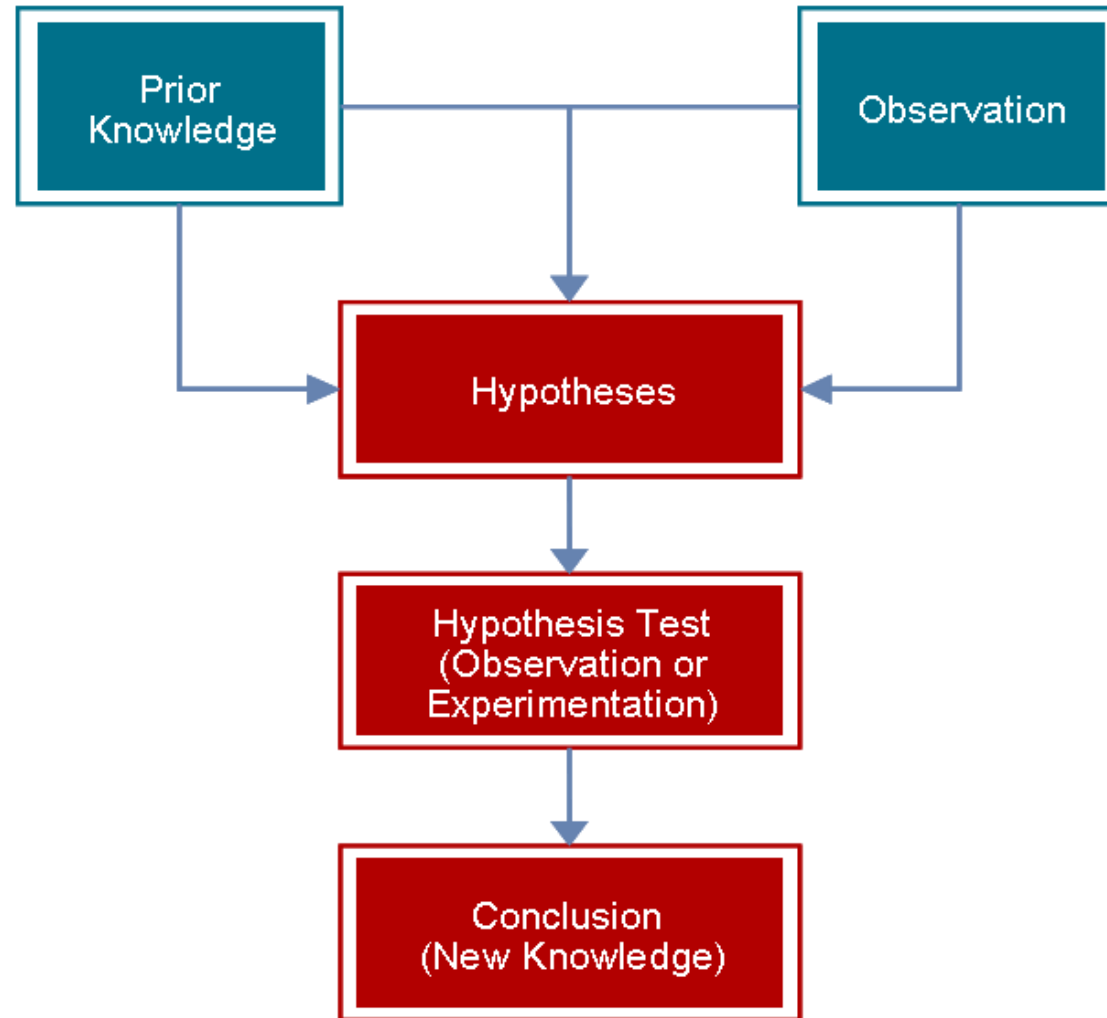 Prior
Knowledge
Observation
Hypotheses
Hypothesis Test
(Observation or
Experimentation)
Conclusion
(New Knowledge)